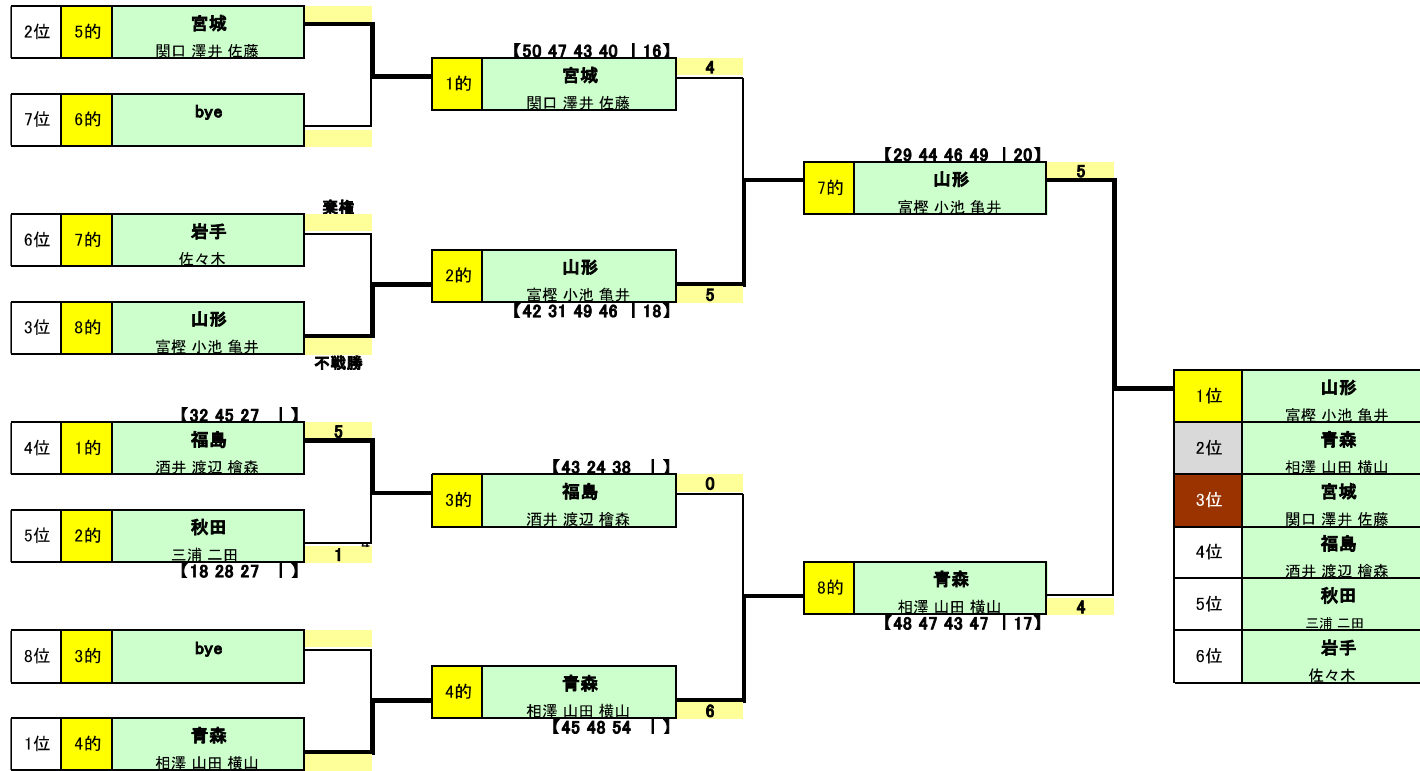 2位 5的 宮城
関口 澤井 佐藤
7位 6的 bye
棄権
6位 7的 岩手
佐々木
3位 8的 山形
富樫 小池 亀井
不戦勝
【32 45 27 | 】
4位 1的 福島 5
酒井 渡辺 檜森
5位 2的 秋田
三浦 二田 1
【18 28 27 | 】
8位 3的 bye
1位 4的 青森
相澤 山田 横山
【50 47 43 40 | 16】
1的 宮城 4
関口 澤井 佐藤
2的 山形
富樫 小池 亀井 5
【42 31 49 46 | 18】
【43 24 38 | 】
3的 福島 0
酒井 渡辺 檜森
4的 青森
相澤 山田 横山 6
【45 48 54 | 】
【29 44 46 49 | 20】
7的 山形 5
富樫 小池 亀井
8的 青森
相澤 山田 横山 4
【48 47 43 47 | 17】
1位 山形
富樫 小池 亀井
2位 青森
相澤 山田 横山
3位 宮城
関口 澤井 佐藤
4位 福島
酒井 渡辺 檜森
5位 秋田
三浦 二田
6位 岩手
佐々木